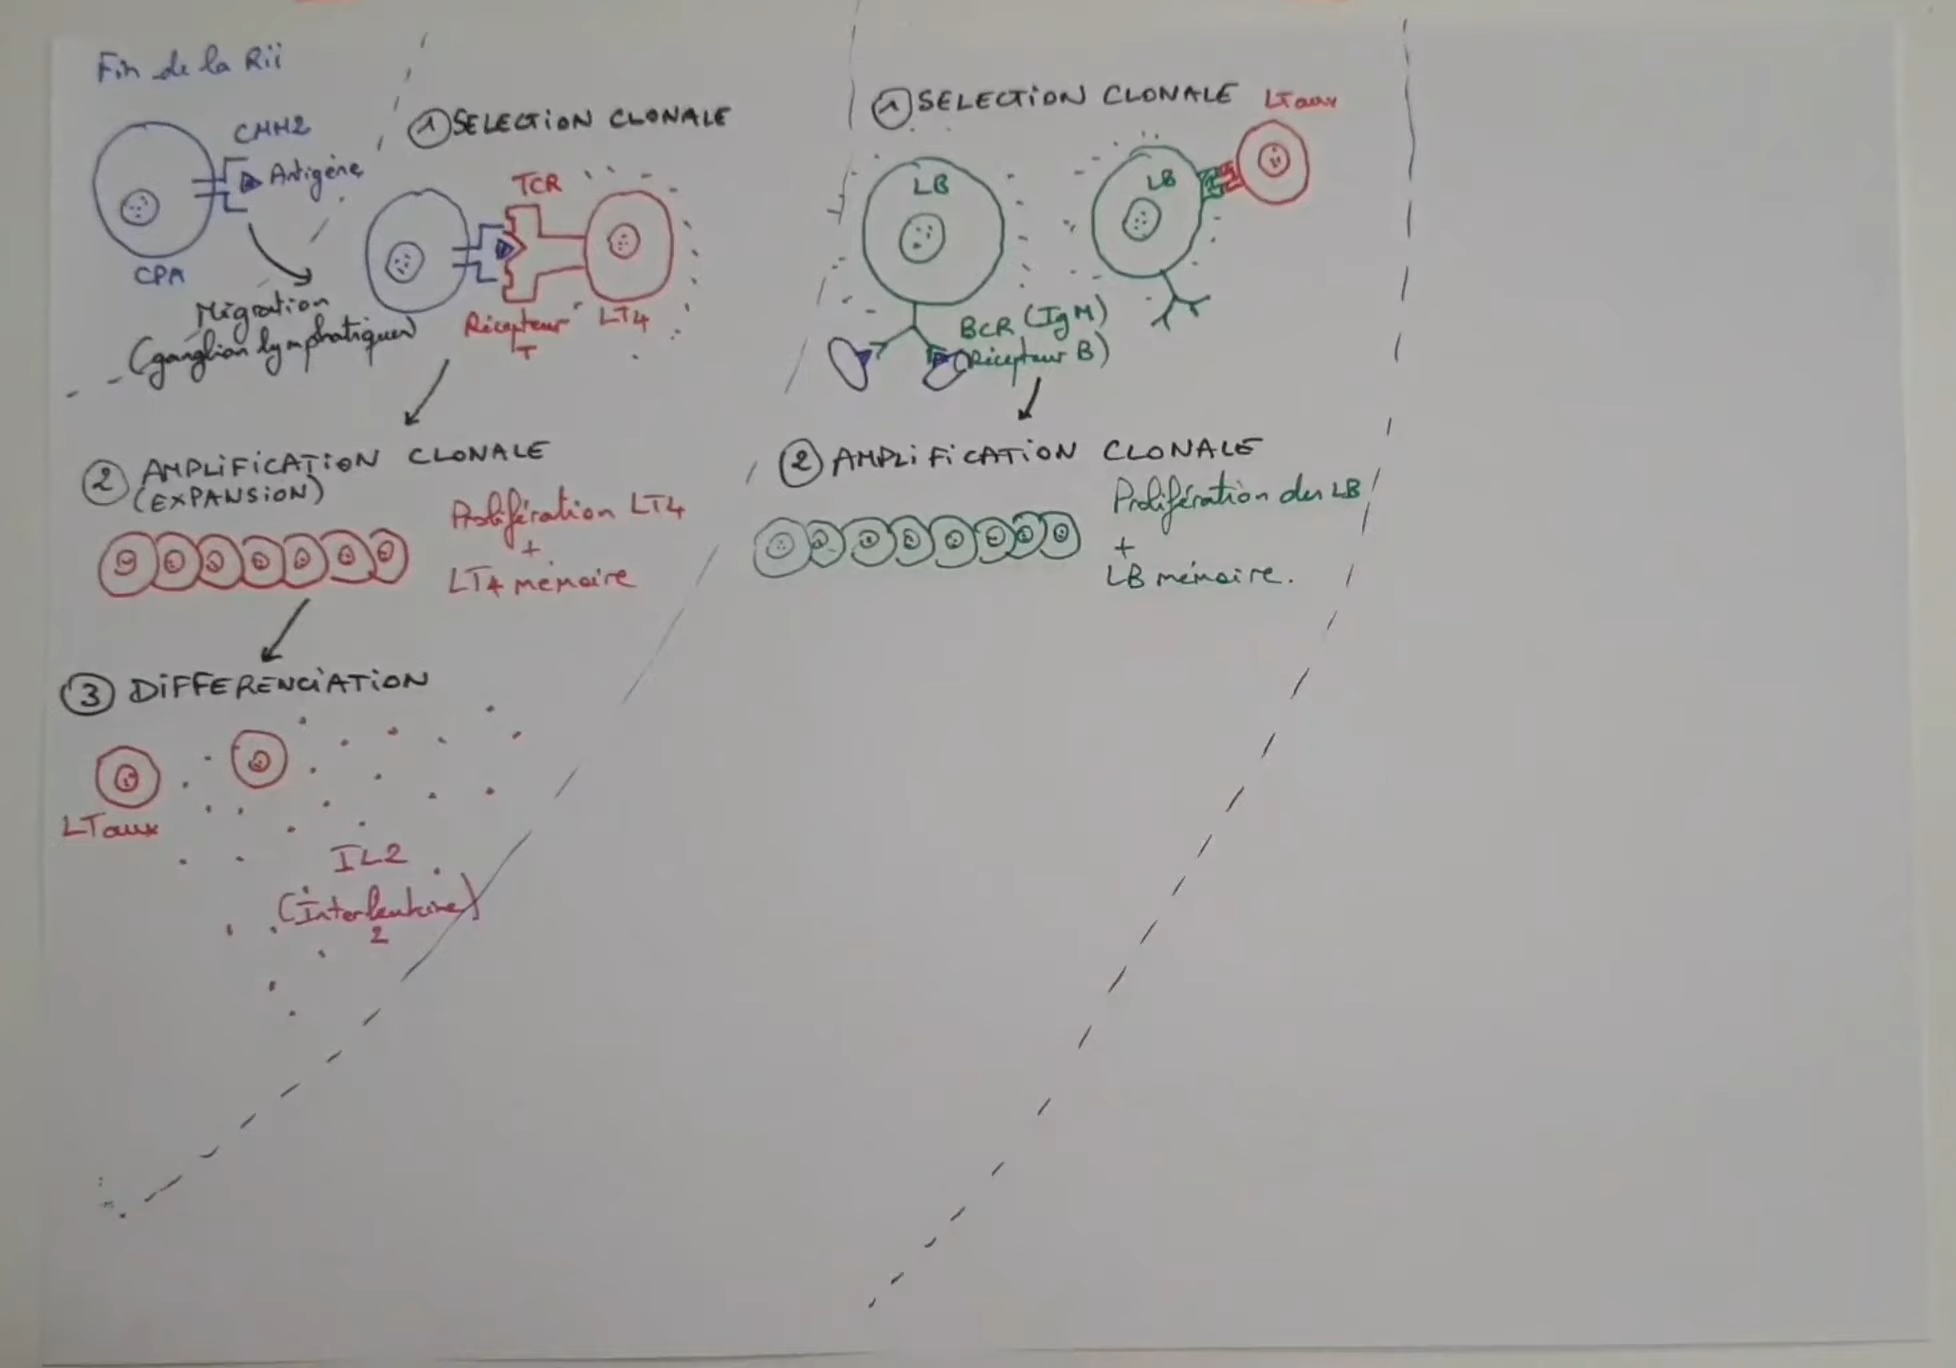 Fin de la Rii
CMH2
Antigène
CPA
Migration
(ganglion lymphatique)
① SELECTION CLONALE
TCR
Récepteur
T
LT4
② AMPLIFICATION CLONALE
(EXPANSION)
Prolifération LT4
+
LT4 mémoire
③ DIFFERENCIATION
LTaux
IL2
(Interleukine)
2
① SELECTION CLONALE
LTaux
LB
LB
BCR (IgM)
(Récepteur B)
② AMPLIFICATION CLONALE
Prolifération des LB
+
LB mémoire.